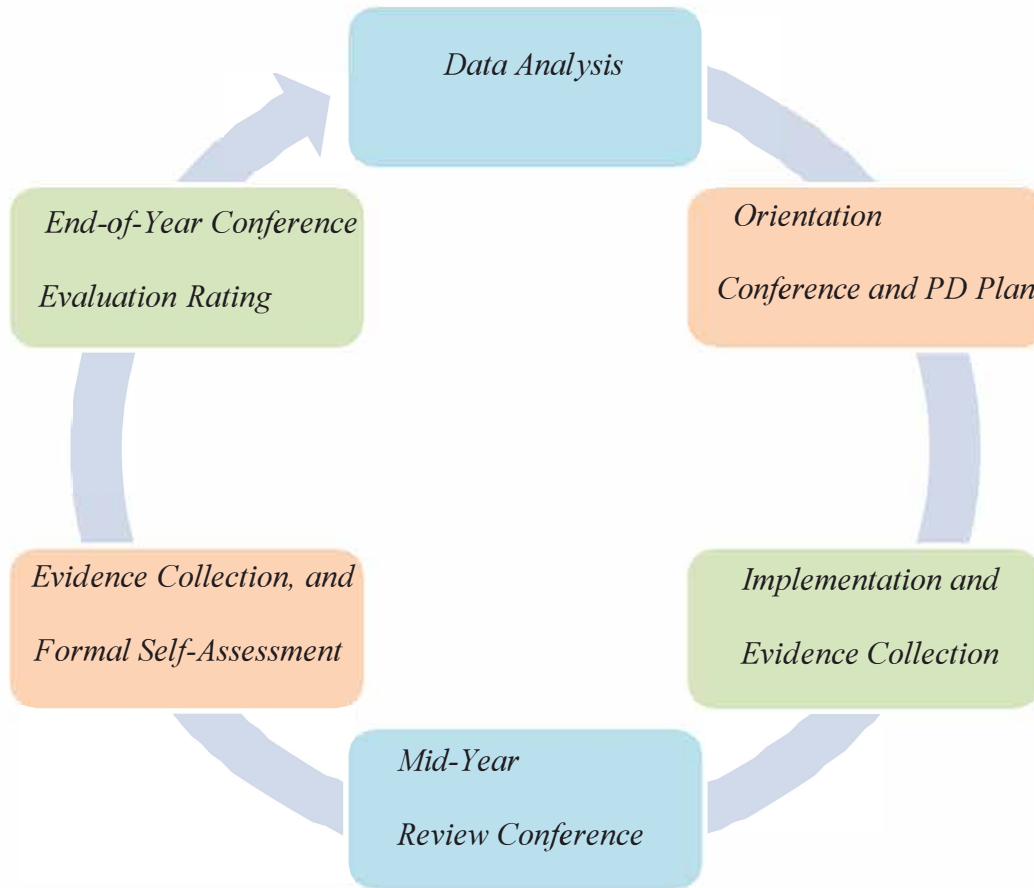 Data Analysis
Orientation
Conference and PD Plan
Implementation and
Evidence Collection
Mid-Year
Review Conference
Evidence Collection, and
Formal Self-Assessment
End-of-Year Conference
Evaluation Rating